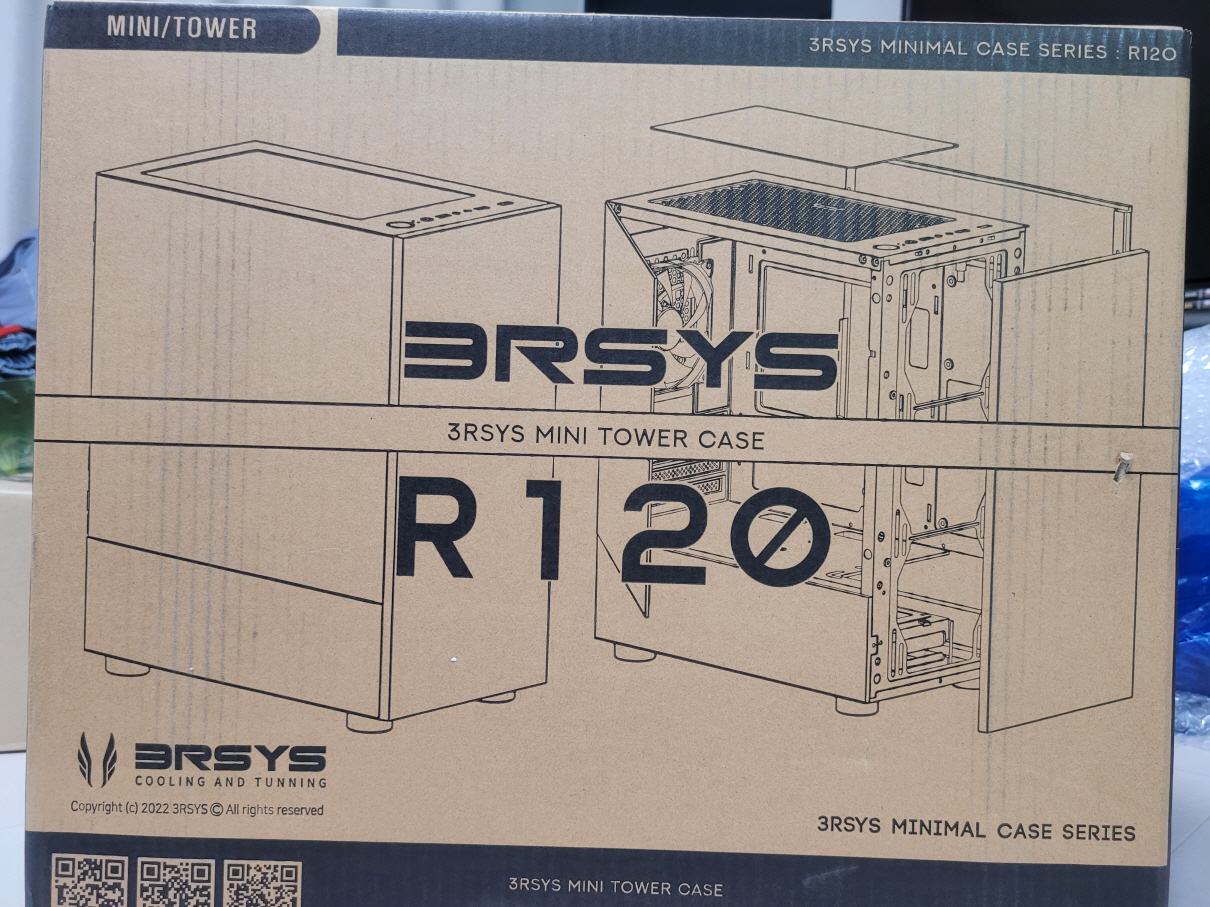 MINI/TOWER
3RSYS MINIMAL CASE SERIES : R120
3RSYS
3RSYS MINI TOWER CASE
R120
3RSYS
COOLING AND TUNNING
Copyright (c) 2022 3RSYS © All rights reserved
3RSYS MINIMAL CASE SERIES
3RSYS MINI TOWER CASE